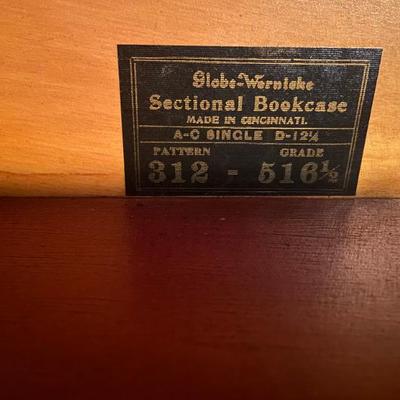 Globe-Wernicke
Sectional Bookcase
MADE IN CINCINNATI.
A-C SINGLE D-12¼
PATTERN GRADE
312 - 516½